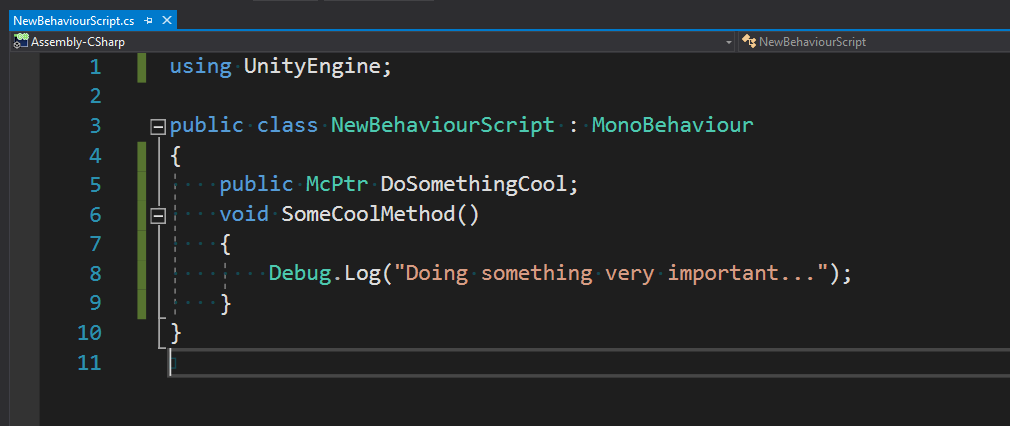 NewBehaviourScript.cs
Assembly-CSharp NewBehaviourScript
1 using UnityEngine;
2
3 public class NewBehaviourScript : MonoBehaviour
4 {
5 public McPtr DoSomethingCool;
6 void SomeCoolMethod()
7 {
8 Debug.Log("Doing something very important...");
9 }
10 }
11